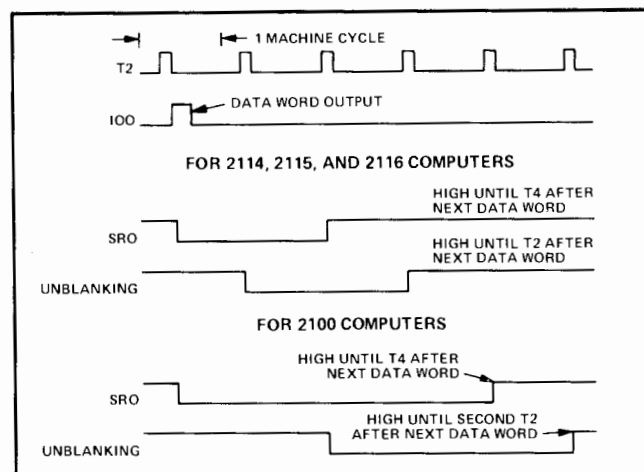 1 MACHINE CYCLE
T2
IOO
DATA WORD OUTPUT
FOR 2114, 2115, AND 2116 COMPUTERS
HIGH UNTIL T4 AFTER
NEXT DATA WORD
SRO
HIGH UNTIL T2 AFTER
NEXT DATA WORD
UNBLANKING
FOR 2100 COMPUTERS
HIGH UNTIL T4 AFTER
NEXT DATA WORD
SRO
HIGH UNTIL SECOND T2
AFTER NEXT DATA WORD
UNBLANKING